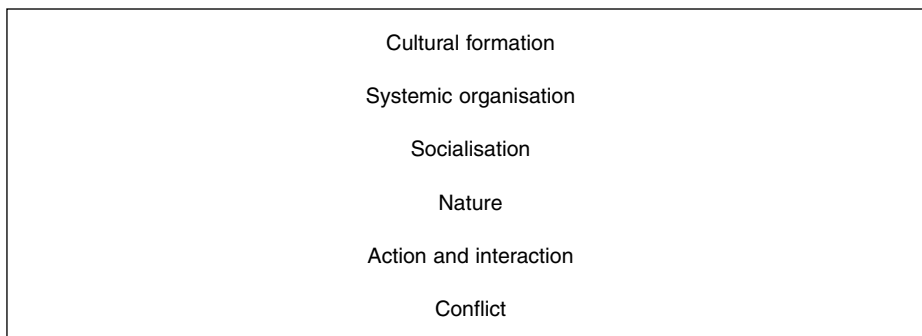 Cultural formation
Systemic organisation
Socialisation
Nature
Action and interaction
Conflict